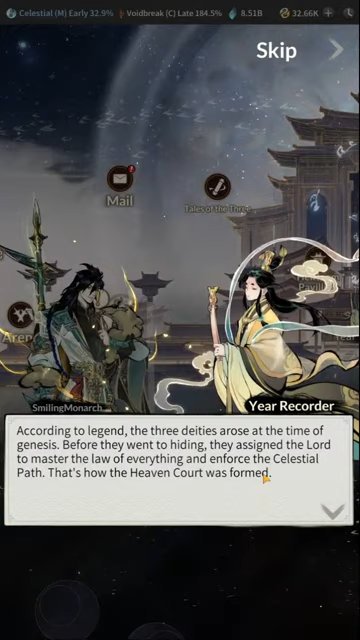 Celestial (M) Early 32.9% Voidbreak (C) Late 184.5% 8.51B 32.66K
Skip
Mail
Tales of the Three
SmilingMonarch
Year Recorder
According to legend, the three deities arose at the time of
genesis. Before they went to hiding, they assigned the Lord
to master the law of everything and enforce the Celestial
Path. That's how the Heaven Court was formed.